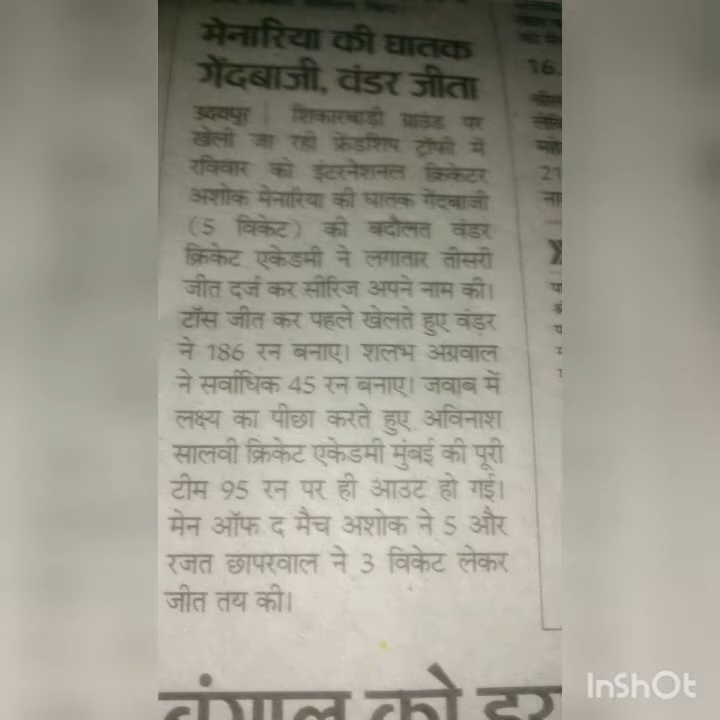 मेनारिया की घातक
गेंदबाजी, वंडर जीता
उदयपुर | शिकारबाडी ग्राउंड पर
खेली जा रही फ्रेंडशिप ट्रॉफी में
रविवार को इंटरनेशनल क्रिकेटर
अशोक मेनारिया की घातक गेंदबाजी
(5 विकेट) की बदौलत वंडर
क्रिकेट एकेडमी ने लगातार तीसरी
जीत दर्ज कर सीरिज अपने नाम की।
टॉस जीत कर पहले खेलते हुए वंडर
ने 186 रन बनाए। शलभ अग्रवाल
ने सर्वाधिक 45 रन बनाए। जवाब में
लक्ष्य का पीछा करते हुए अविनाश
सालवी क्रिकेट एकेडमी मुंबई की पूरी
टीम 95 रन पर ही आउट हो गई।
मेन ऑफ द मैच अशोक ने 5 और
रजत छापरवाल ने 3 विकेट लेकर
जीत तय की।
16.
21
बंगाल को
InShOt